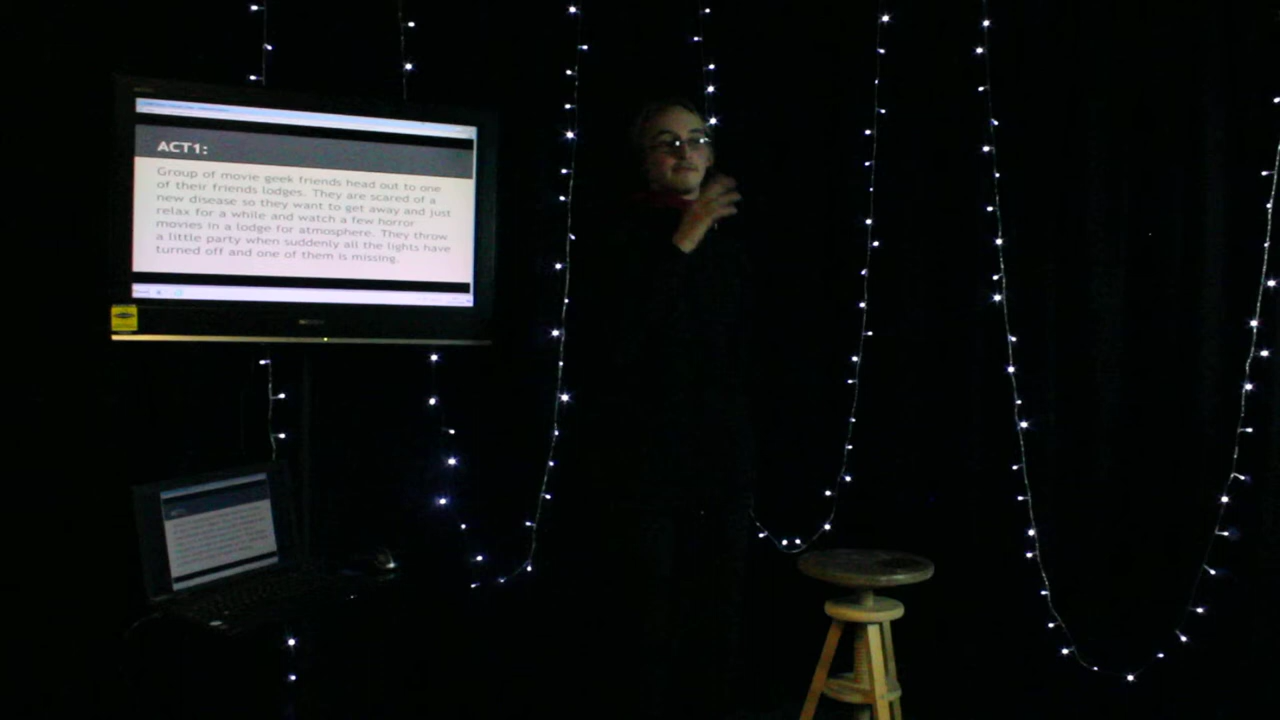 ACT1:
Group of movie geek friends head out to one
of their friends lodges. They are scared of a
new disease so they want to get away and just
relax for a while and watch a few horror
movies in a lodge for atmosphere. They throw
a little party when suddenly all the lights have
turned off and one of them is missing.